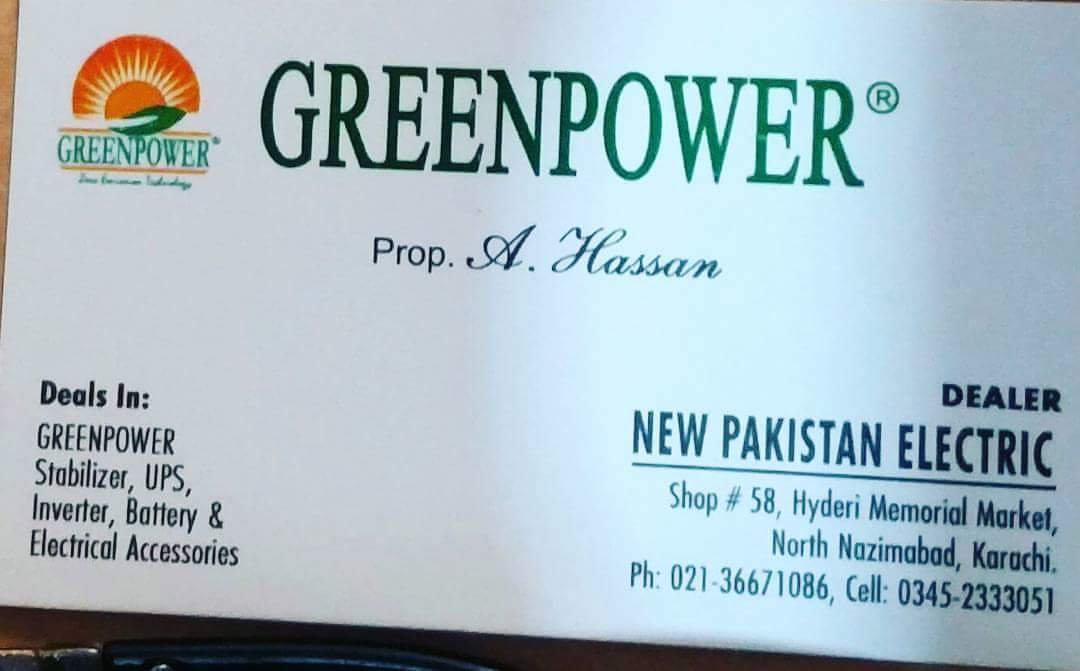 GREENPOWER®
GREENPOWER®
Prop. A. Hassan
Deals In:
GREENPOWER
Stabilizer, UPS,
Inverter, Battery &
Electrical Accessories
DEALER
NEW PAKISTAN ELECTRIC
Shop # 58, Hyderi Memorial Market,
North Nazimabad, Karachi.
Ph: 021-36671086, Cell: 0345-2333051